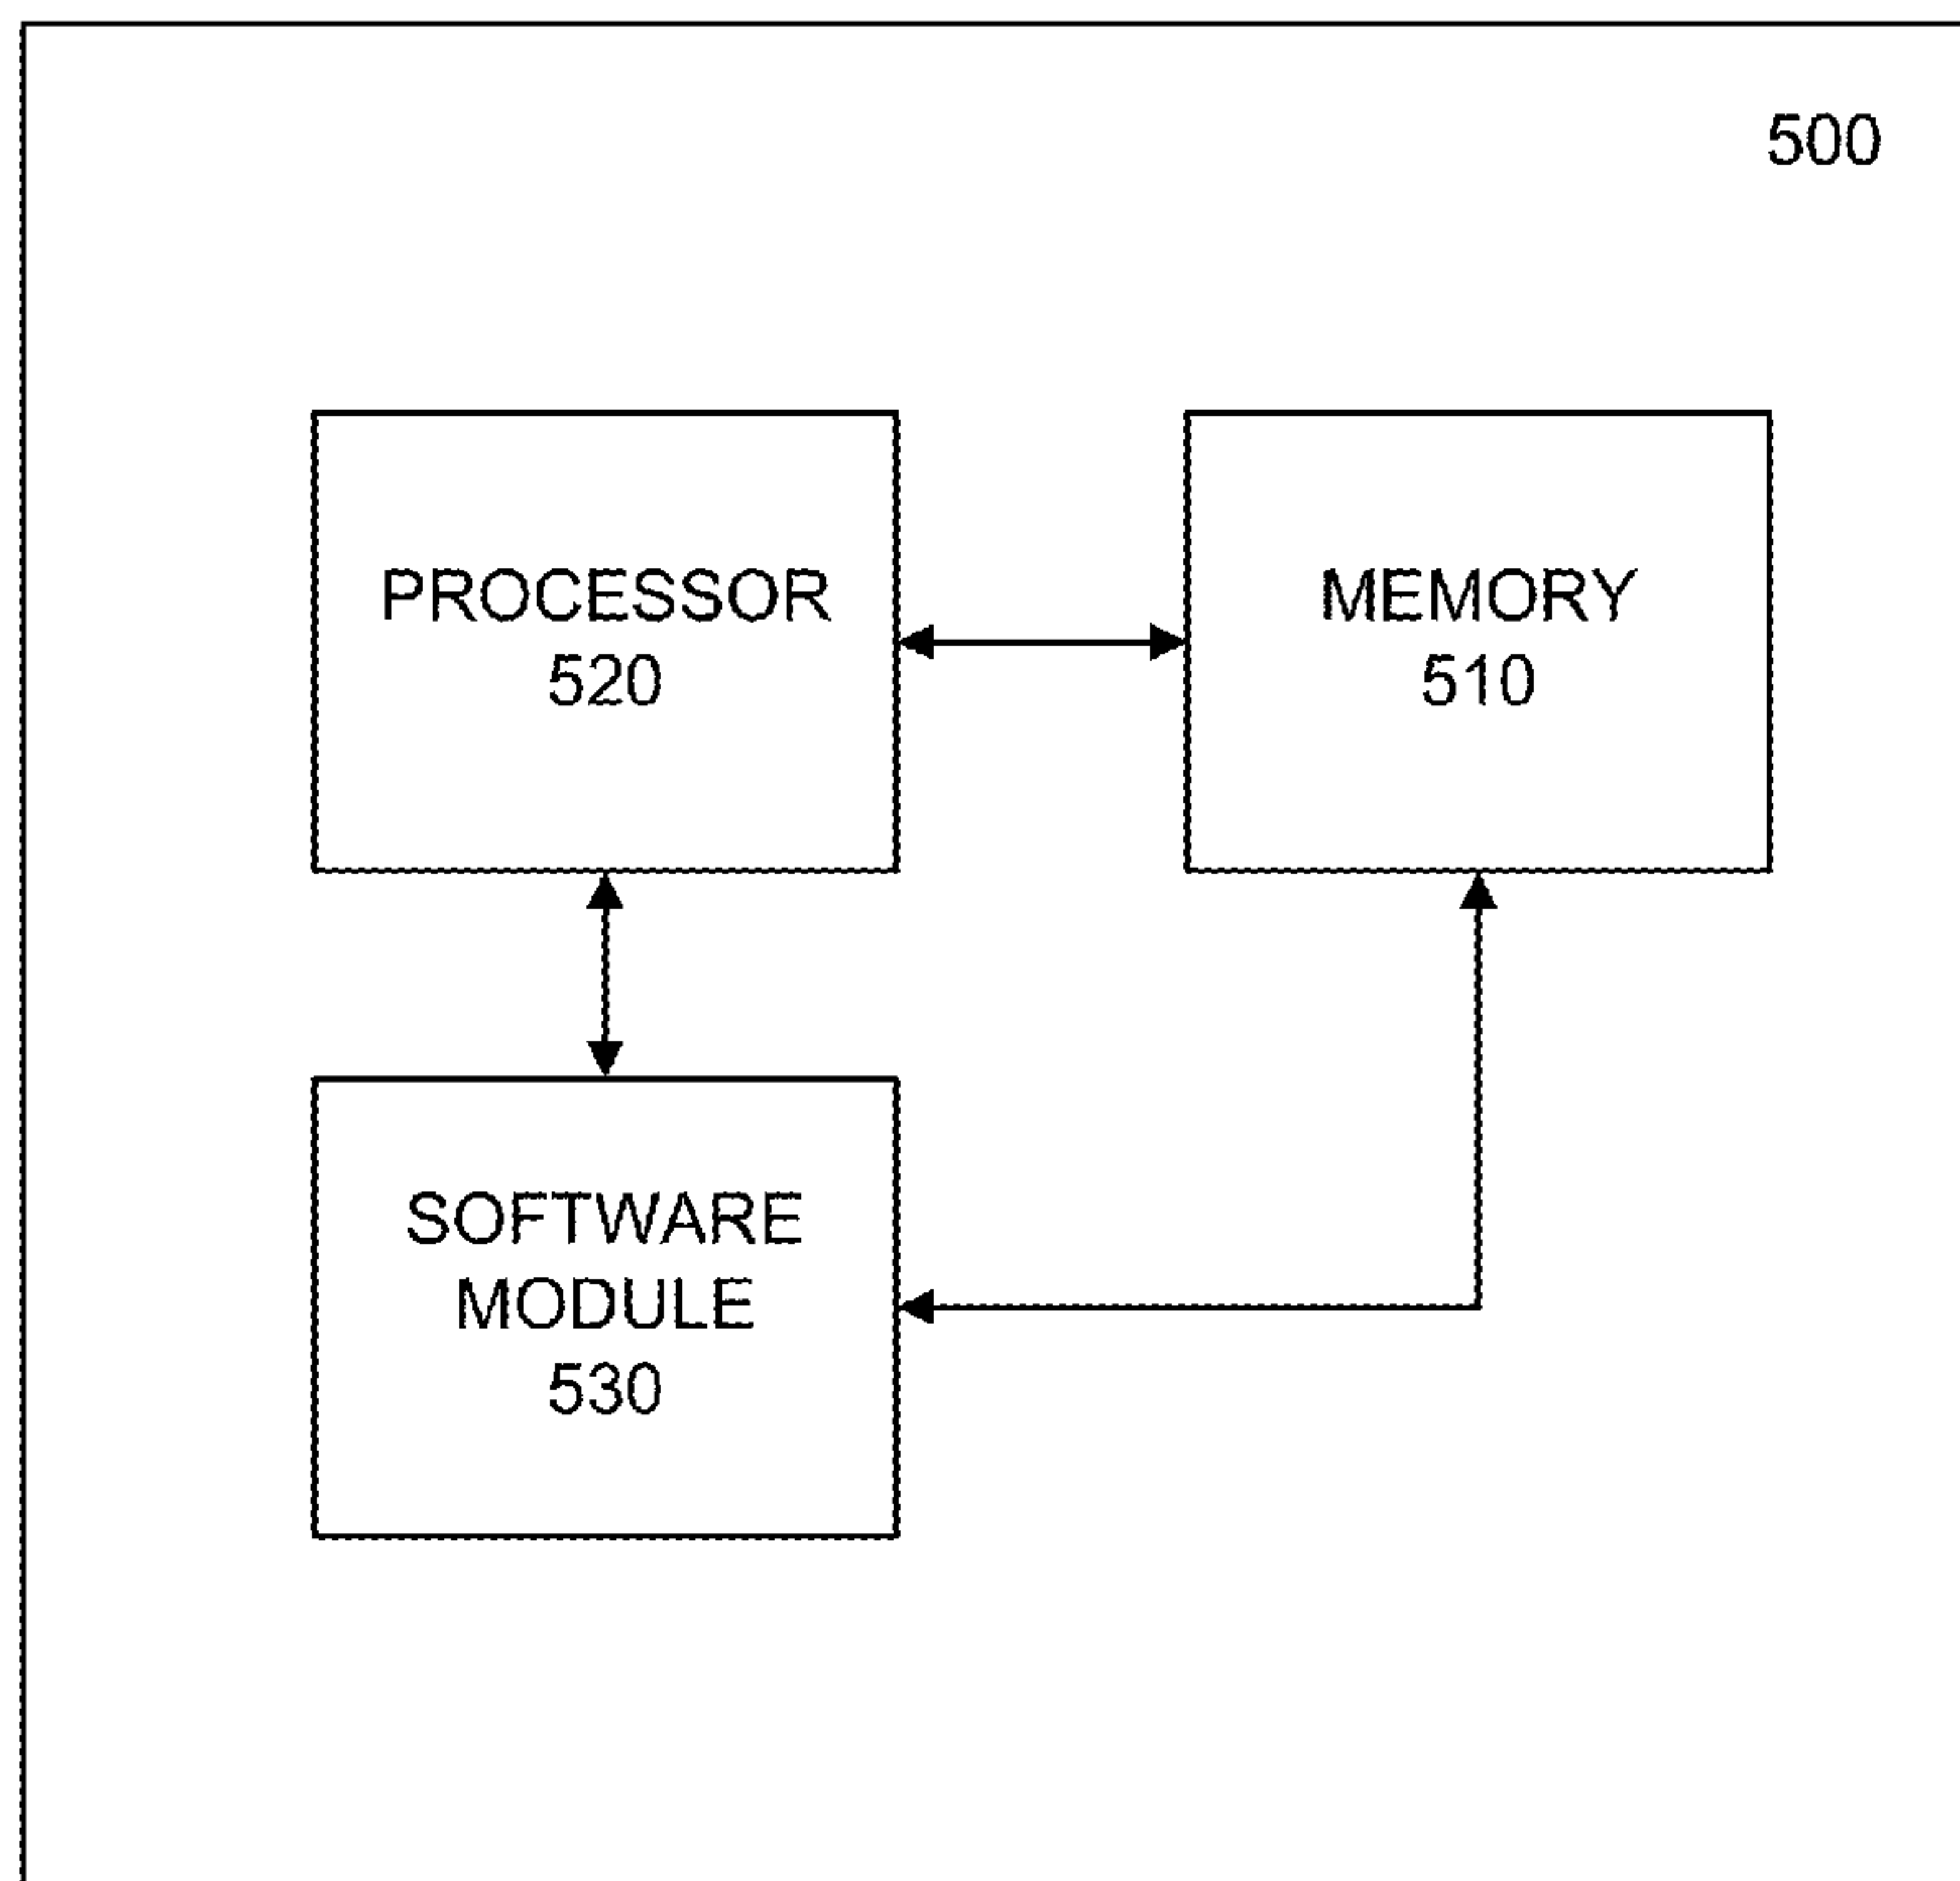 500
PROCESSOR
520
MEMORY
510
SOFTWARE
MODULE
530